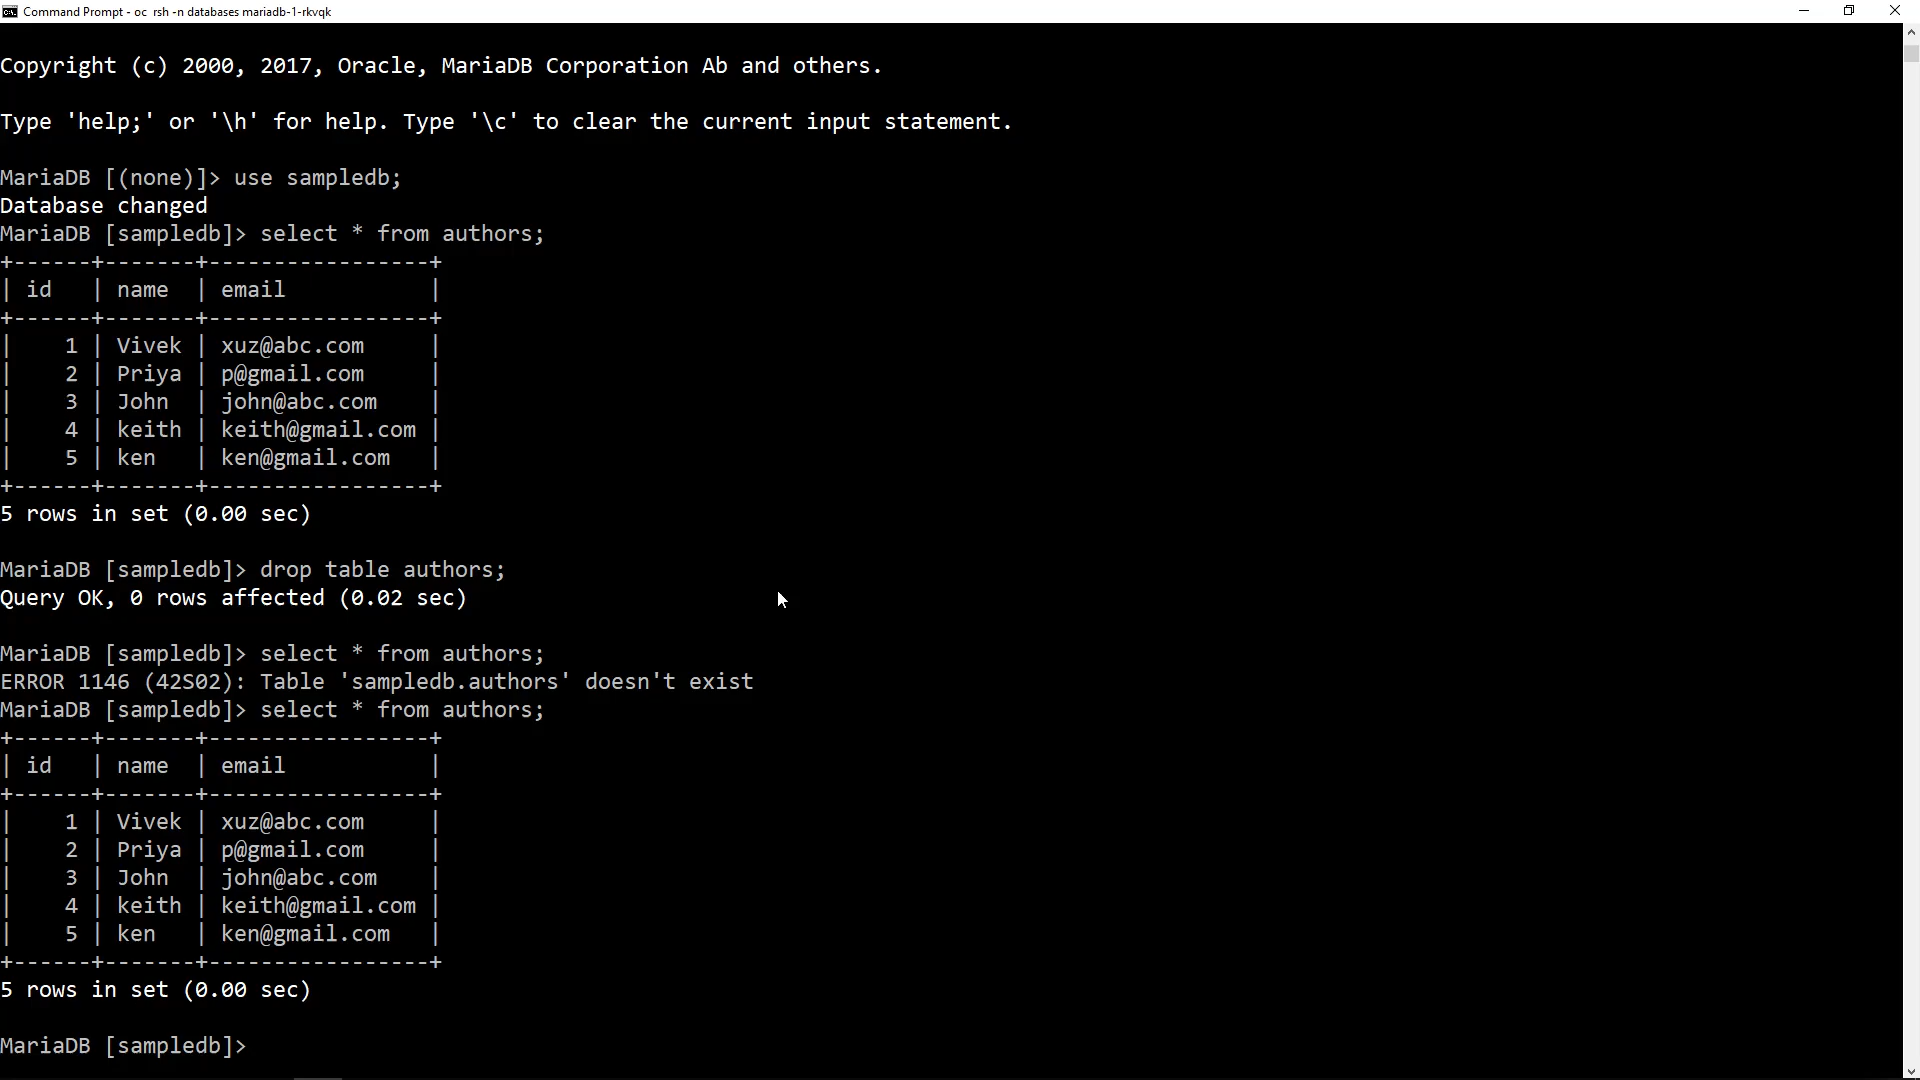 Command Prompt - oc  rsh -n databases mariadb-1-rkvqk
Copyright (c) 2000, 2017, Oracle, MariaDB Corporation Ab and others.
Type 'help;' or '\h' for help. Type '\c' to clear the current input statement.
MariaDB [(none)]> use sampledb;
Database changed
MariaDB [sampledb]> select * from authors;
+------+-------+-----------------+
| id   | name  | email           |
+------+-------+-----------------+
|    1 | Vivek | xuz@abc.com     |
|    2 | Priya | p@gmail.com     |
|    3 | John  | john@abc.com    |
|    4 | keith | keith@gmail.com |
|    5 | ken   | ken@gmail.com   |
+------+-------+-----------------+
5 rows in set (0.00 sec)
MariaDB [sampledb]> drop table authors;
Query OK, 0 rows affected (0.02 sec)
MariaDB [sampledb]> select * from authors;
ERROR 1146 (42S02): Table 'sampledb.authors' doesn't exist
MariaDB [sampledb]> select * from authors;
+------+-------+-----------------+
| id   | name  | email           |
+------+-------+-----------------+
|    1 | Vivek | xuz@abc.com     |
|    2 | Priya | p@gmail.com     |
|    3 | John  | john@abc.com    |
|    4 | keith | keith@gmail.com |
|    5 | ken   | ken@gmail.com   |
+------+-------+-----------------+
5 rows in set (0.00 sec)
MariaDB [sampledb]>